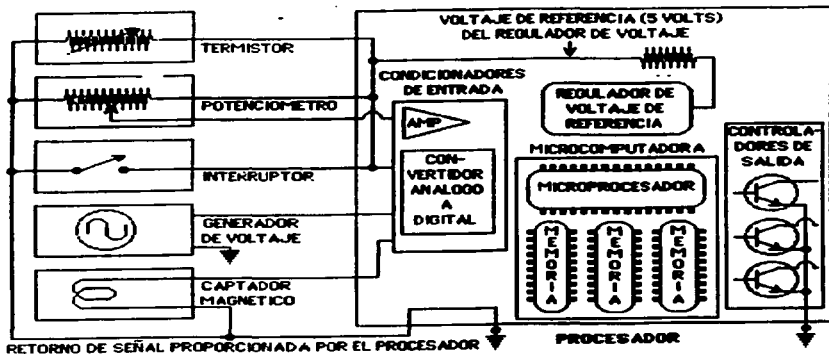 VOLTAJE DE REFERENCIA (5 VOLTS)
DEL REGULADOR DE VOLTAJE
TERMISTOR
POTENCIOMETRO
INTERRUPTOR
GENERADOR
DE VOLTAJE
CAPTADOR
MAGNETICO
CONDICIONADORES
DE ENTRADA
AMP
CON-
VERTIDOR
ANALOGO
A
DIGITAL
REGULADOR DE
VOLTAJE DE
REFERENCIA
MICROCOMPUTADORA
MICROPROCESADOR
MEMORIA
MEMORIA
MEMORIA
CONTROLA-
DORES DE
SALIDA
RETORNO DE SEÑAL PROPORCIONADA POR EL PROCESADOR
PROCESADOR